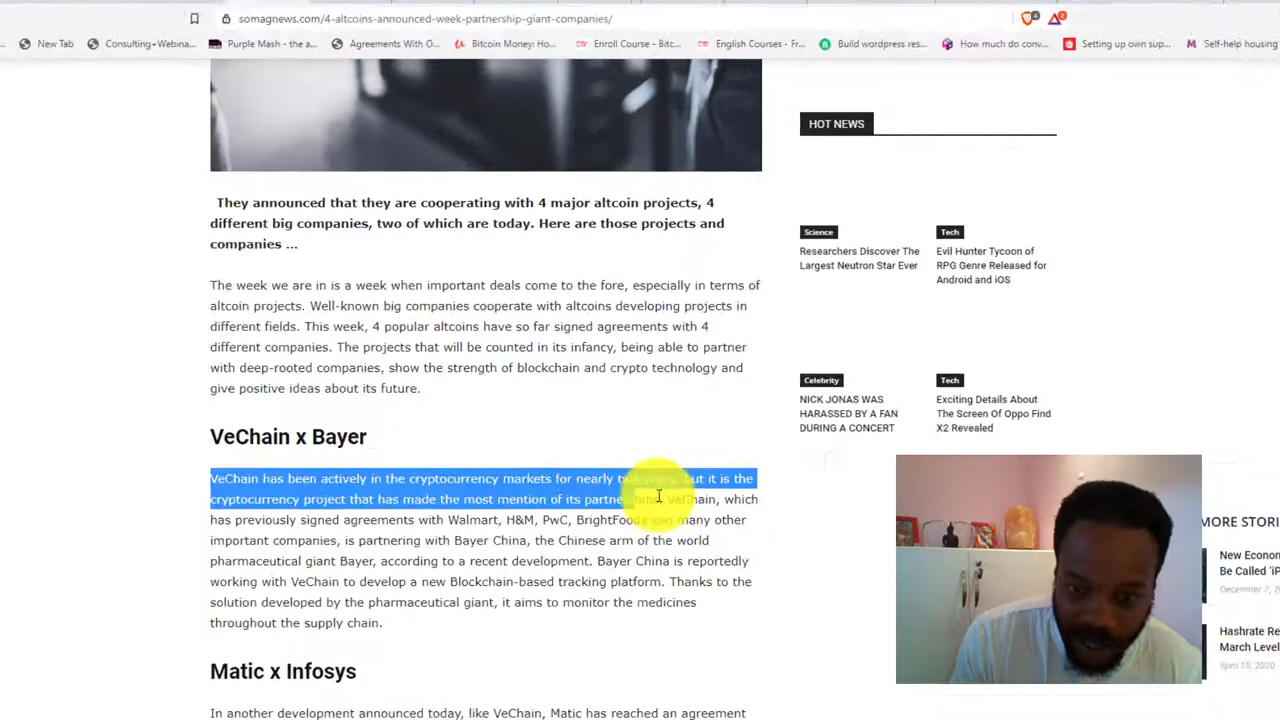 somagnews.com/4-altcoins-announced-week-partnership-giant-companies/
New Tab
Consulting+Webina...
Purple Mash - the a...
Agreements With O...
Bitcoin Money: Ho...
Enroll Course - Bitc...
English Courses - Fr...
Build wordpress res...
How much do conv...
Setting up own sup...
Self-help housing
They announced that they are cooperating with 4 major altcoin projects, 4
different big companies, two of which are today. Here are those projects and
companies ...
The week we are in is a week when important deals come to the fore, especially in terms of
altcoin projects. Well-known big companies cooperate with altcoins developing projects in
different fields. This week, 4 popular altcoins have so far signed agreements with 4
different companies. The projects that will be counted in its infancy, being able to partner
with deep-rooted companies, show the strength of blockchain and crypto technology and
give positive ideas about its future.
VeChain x Bayer
VeChain has been actively in the cryptocurrency markets for nearly but it is the
cryptocurrency project that has made the most mention of its VeChain, which
has previously signed agreements with Walmart, H&M, PwC, BrightFoods and many other
important companies, is partnering with Bayer China, the Chinese arm of the world
pharmaceutical giant Bayer, according to a recent development. Bayer China is reportedly
working with VeChain to develop a new Blockchain-based tracking platform. Thanks to the
solution developed by the pharmaceutical giant, it aims to monitor the medicines
throughout the supply chain.
Matic x Infosys
In another development announced today, like VeChain, Matic has reached an agreement
HOT NEWS
Science
Researchers Discover The
Largest Neutron Star Ever
Tech
Evil Hunter Tycoon of
RPG Genre Released for
Android and iOS
Celebrity
NICK JONAS WAS
HARASSED BY A FAN
DURING A CONCERT
Tech
Exciting Details About
The Screen Of Oppo Find
X2 Revealed
MORE STORI
New Econom
Be Called 'iP
December 7, 20
Hashrate Re
March Level
April 15, 2020